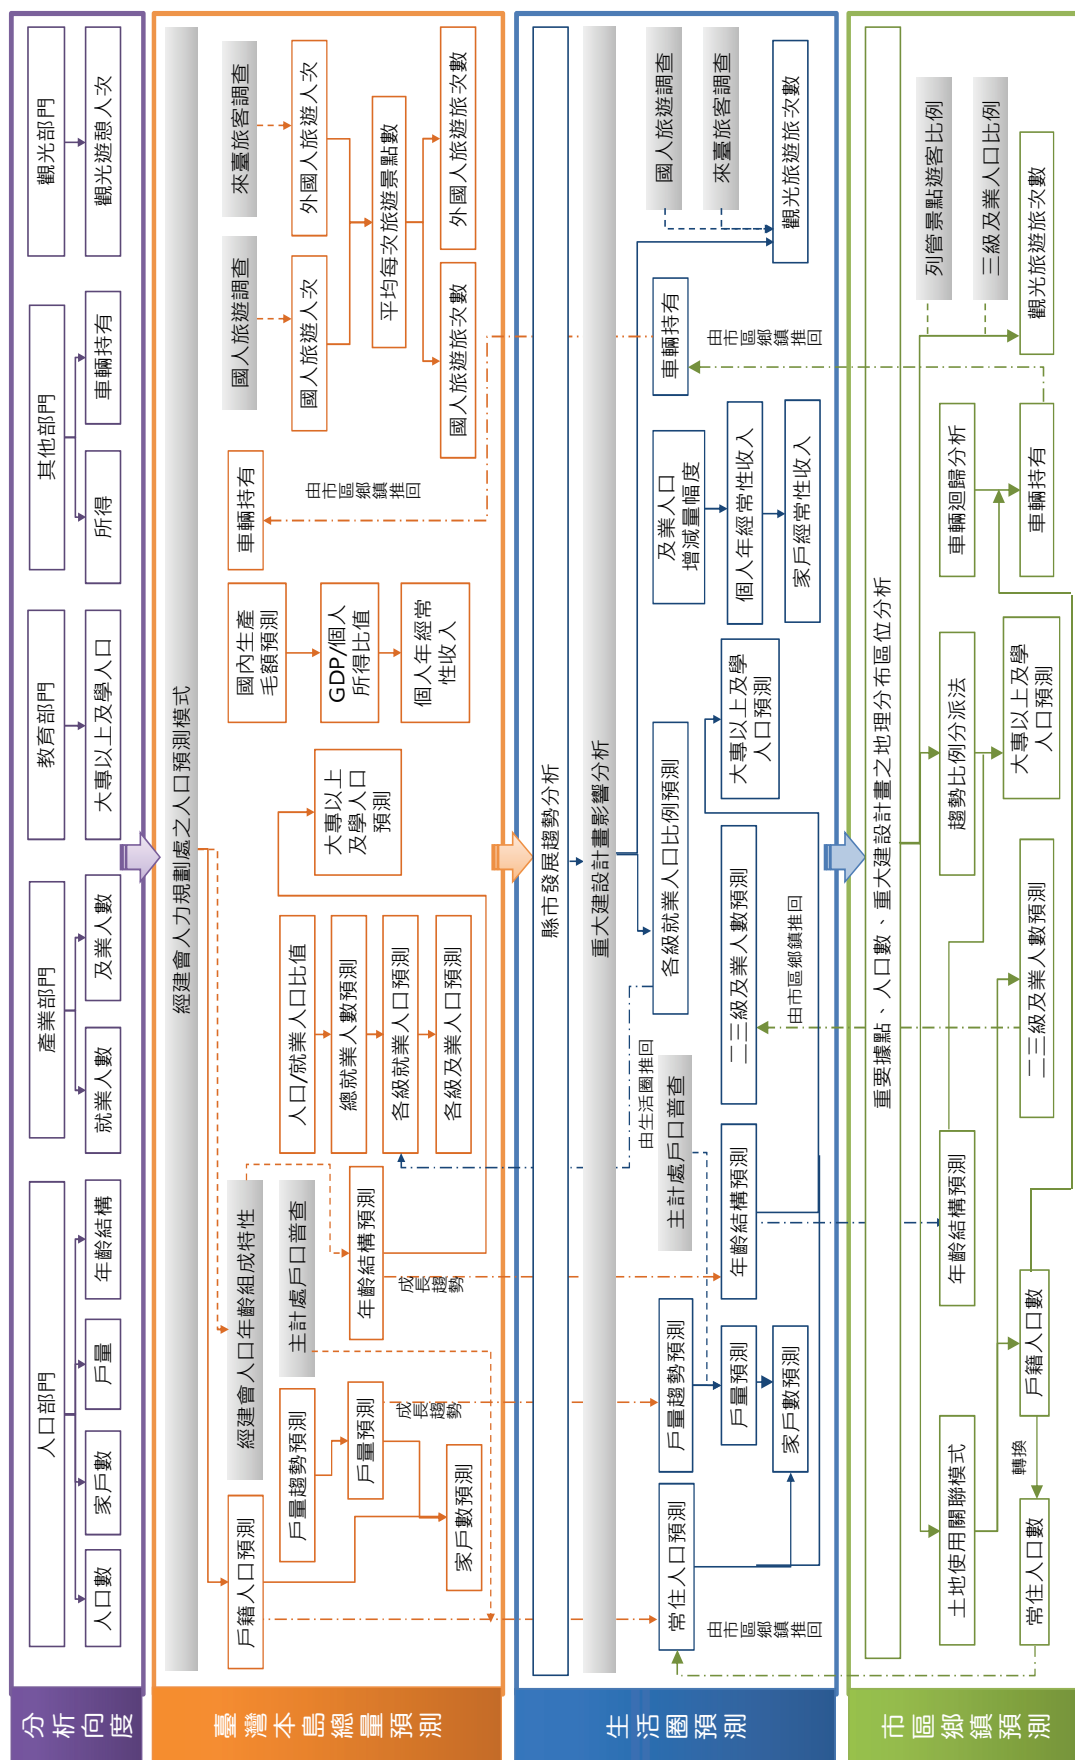 分析向度
人口部門
人口數
家戶數
戶量
年齡結構
產業部門
就業人數
及業人數
教育部門
大專以上及學人口
其他部門
所得
車輛持有
觀光部門
觀光遊憩人次
臺灣本島總量預測
經建會人力規劃處之人口預測模式
戶籍人口預測
經建會人口年齡組成特性
主計處戶口普查
戶量趨勢預測
戶量預測
家戶數預測
年齡結構預測
成長
趨勢
成長
趨勢
人口/就業人口比值
總就業人數預測
各級就業人口預測
各級及業人口預測
大專以上
及學人口
預測
國內生產
毛額預測
GDP/個人
所得比值
個人年經常
性收入
車輛持有
由市區鄉鎮推回
國人旅遊調查
來臺旅客調查
國人旅遊人次
外國人旅遊人次
平均每次旅遊景點數
國人旅遊旅次數
外國人旅遊旅次數
生活圈預測
縣市發展趨勢分析
重大建設計畫影響分析
常住人口預測
由市區鄉鎮推回
戶量趨勢預測
戶量預測
家戶數預測
主計處戶口普查
年齡結構預測
由生活圈推回
各級就業人口比例預測
二三級及業人數預測
由市區鄉鎮推回
大專以上及學
人口預測
及業人口
增減量幅度
個人年經常性收入
家戶經常性收入
車輛持有
由市區鄉鎮推回
國人旅遊調查
來臺旅客調查
觀光旅遊旅次數
市區鄉鎮預測
重要據點、人口數、重大建設計畫之地理分布區位分析
土地使用關聯模式
常住人口數
轉換
戶籍人口數
年齡結構預測
二三級及業人數預測
趨勢比例分派法
大專以上及學
人口預測
車輛迴歸分析
車輛持有
列管景點遊客比例
三級及業人口比例
觀光旅遊旅次數